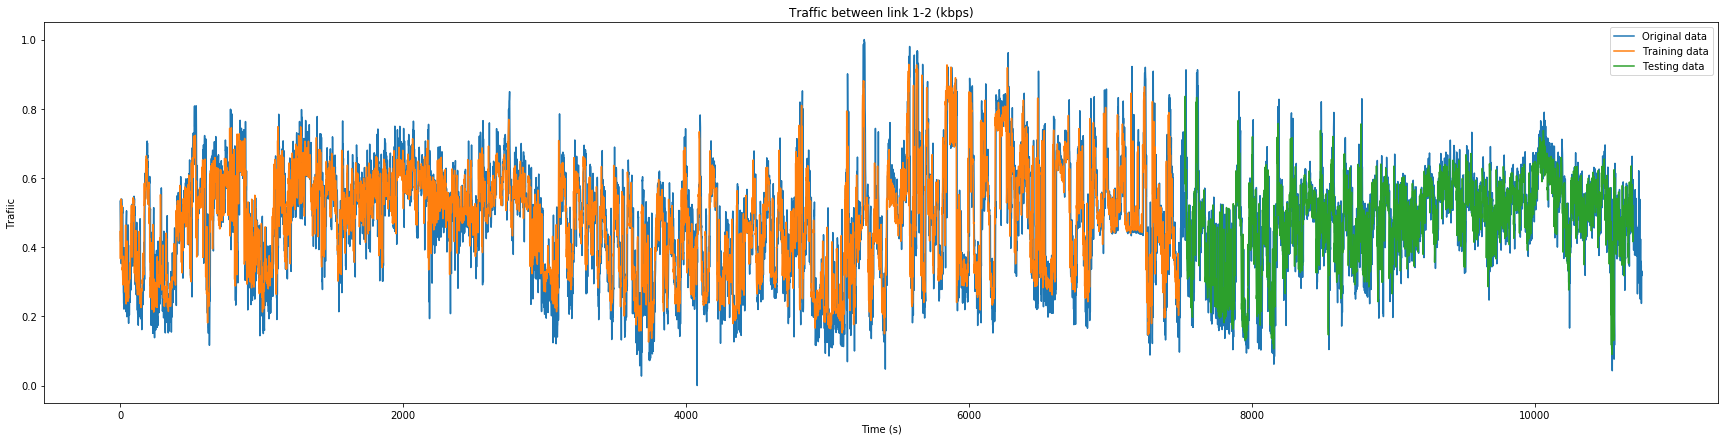 Traffic between link 1-2 (kbps)
Original data
Training data
Testing data
1.0
0.8
0.6
0.4
0.2
0.0
Trafiic
0 2000 4000 6000 8000 10000
Time (s)